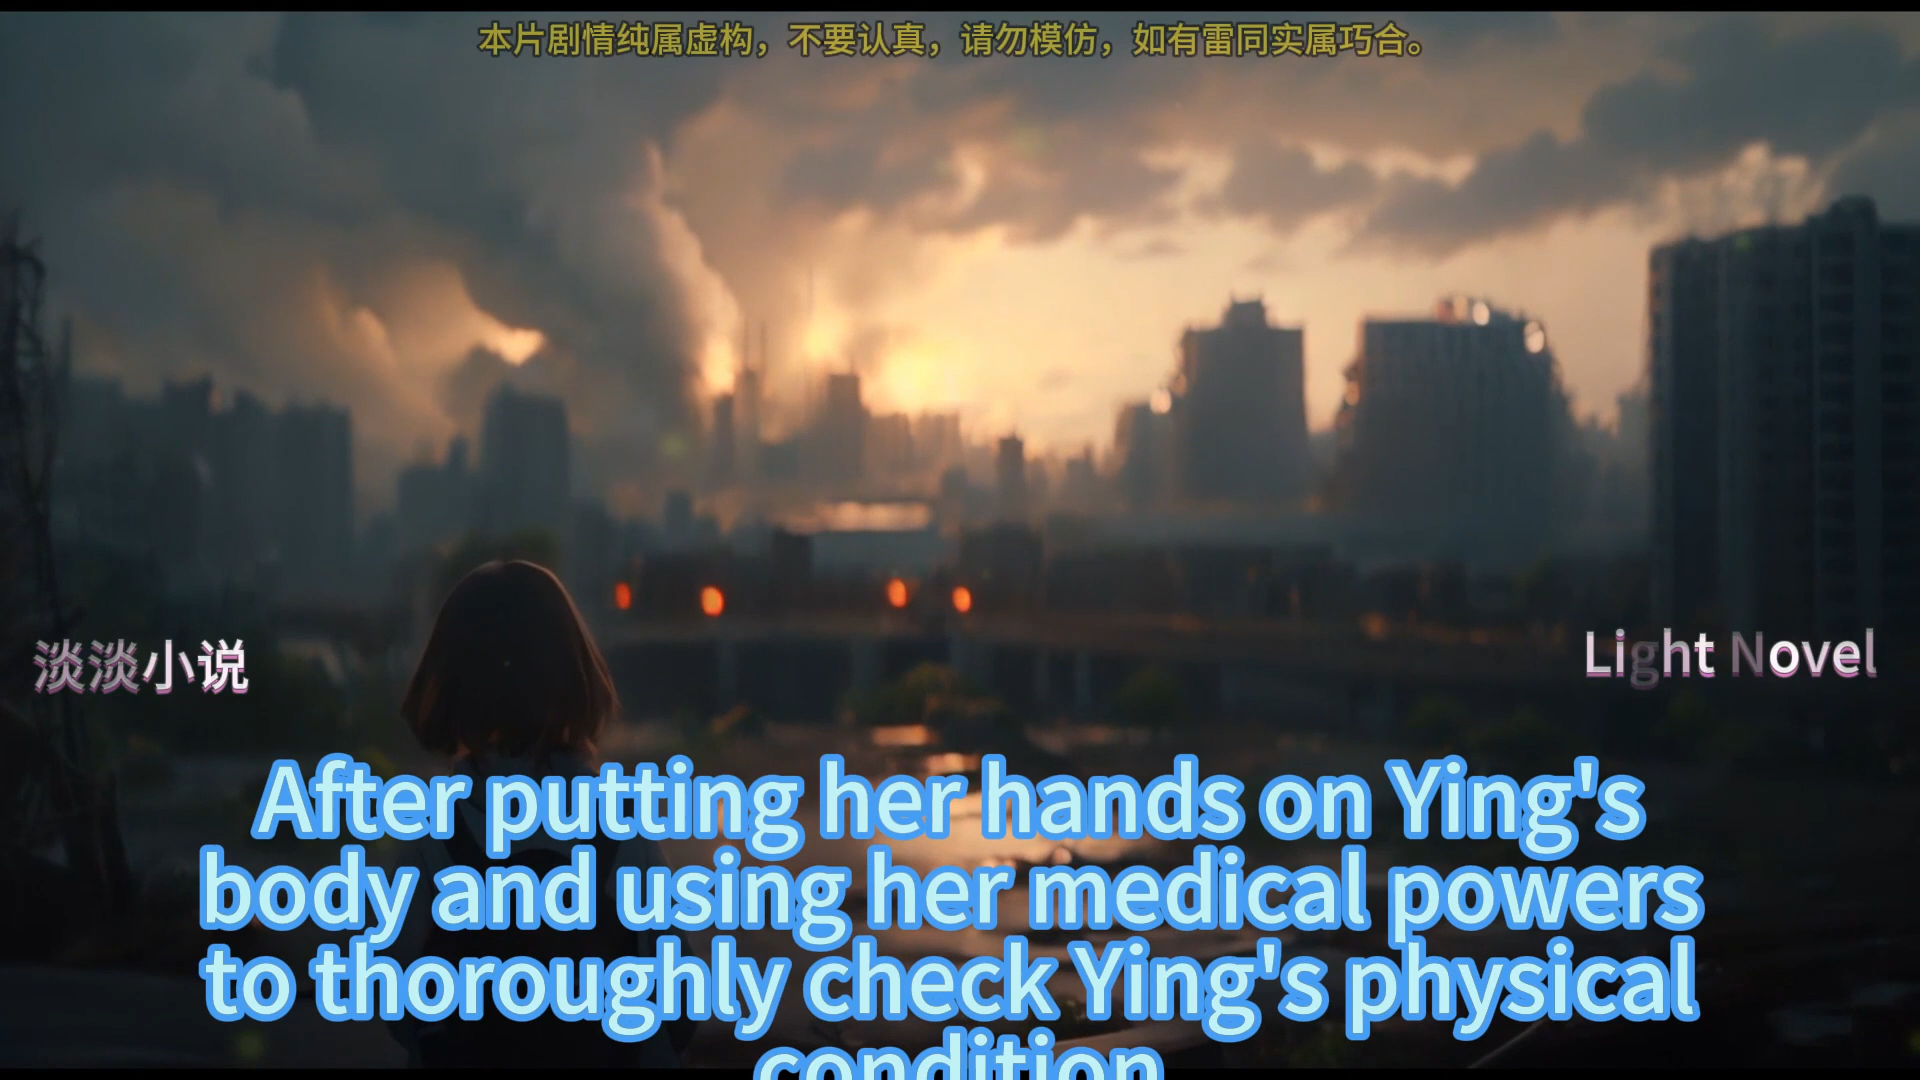 本片剧情纯属虚构，不要认真，请勿模仿，如有雷同实属巧合。
淡淡小说
Light Novel
After putting her hands on Ying's
body and using her medical powers
to thoroughly check Ying's physical
condition